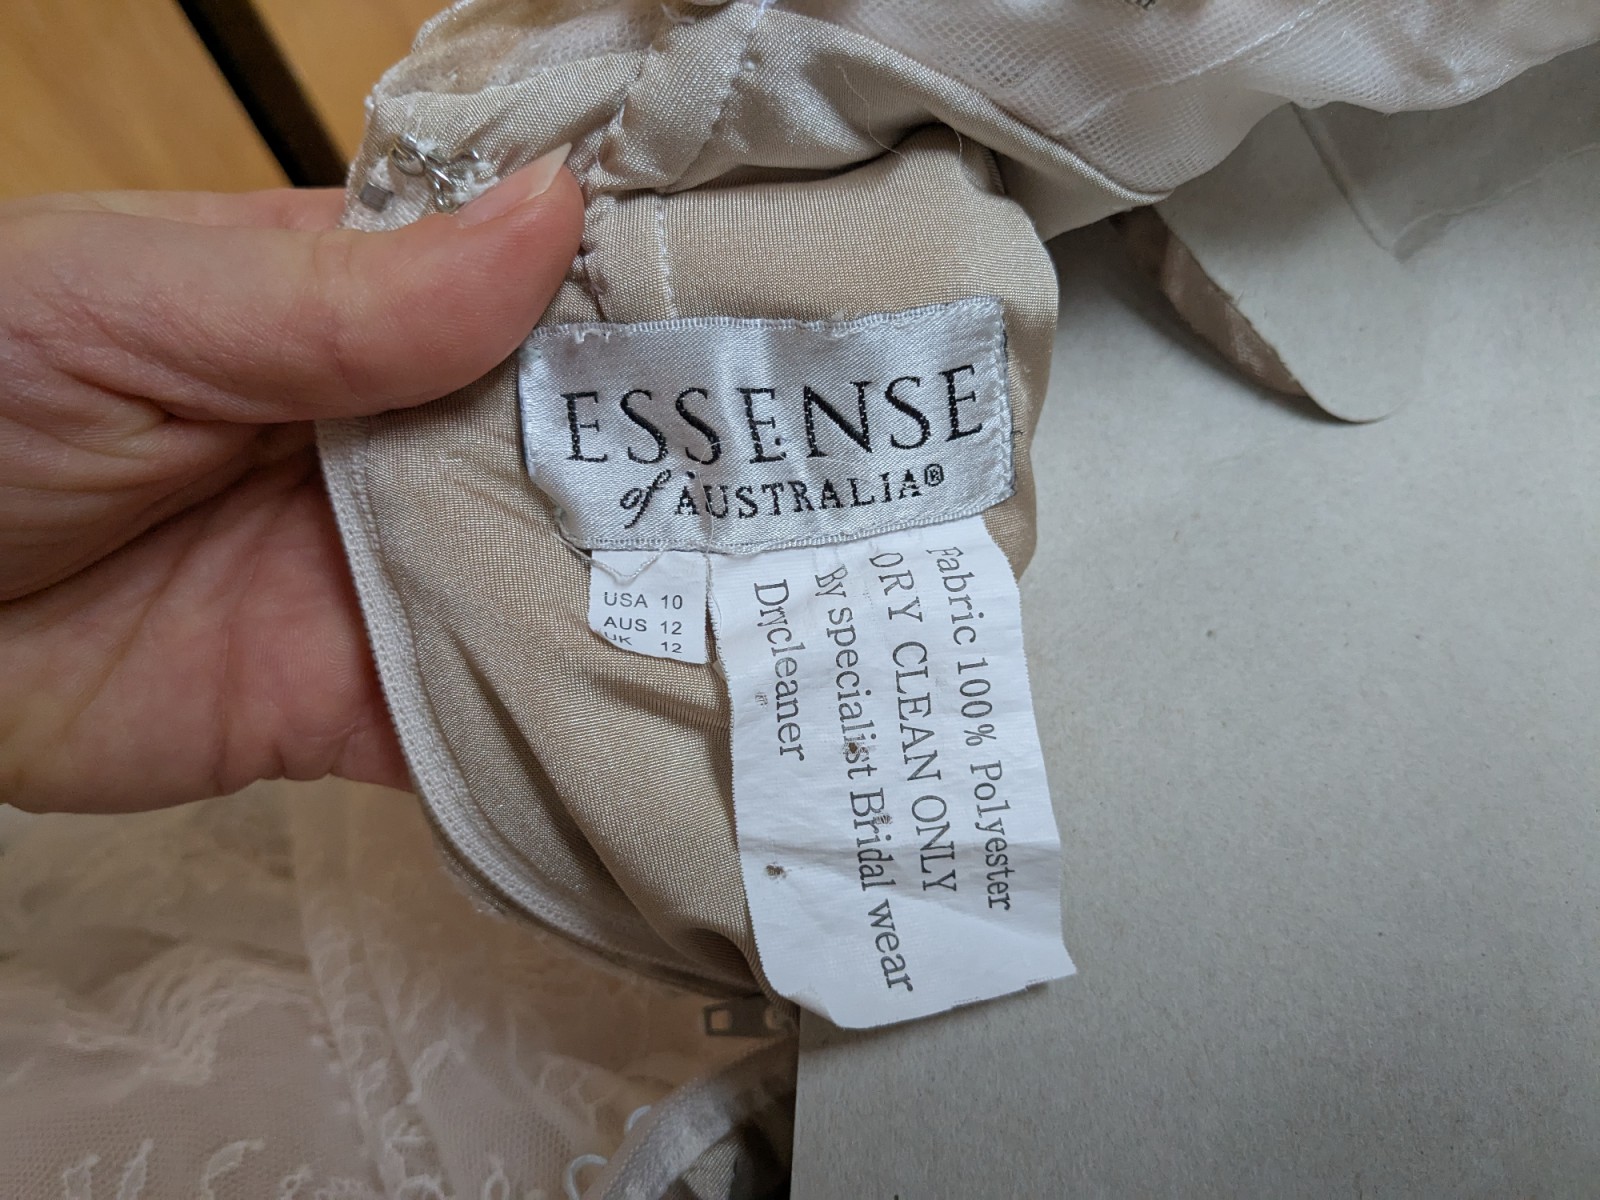 ESSENSE
of AUSTRALIA®
USA 10
AUS 12
UK 12
Fabric 100% Polyester
DRY CLEAN ONLY
By specialist Bridal wear
Drycleaner